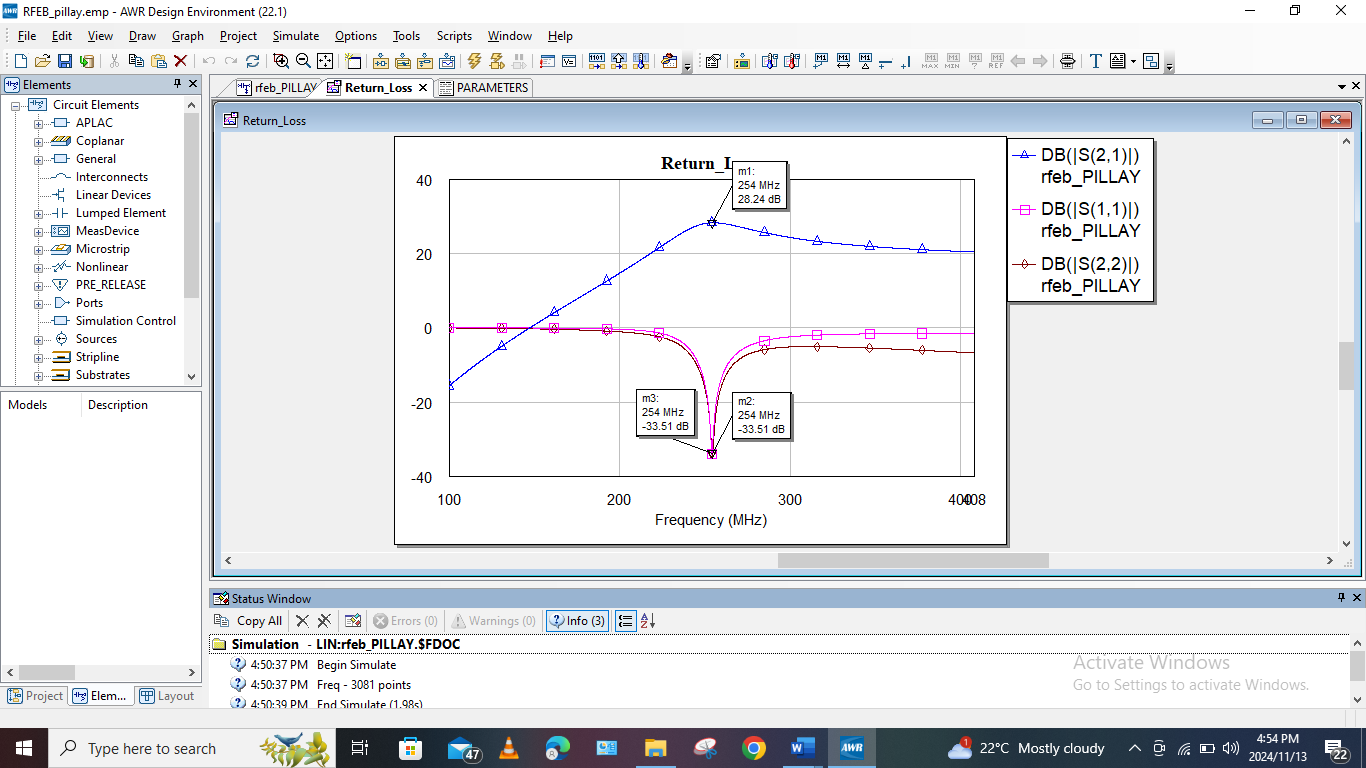 RFEB_pillay.emp - AWR Design Environment (22.1)
File Edit View Draw Graph Project Simulate Options Tools Scripts Window Help
Elements
Circuit Elements
APLAC
Coplanar
General
Interconnects
Linear Devices
Lumped Element
MeasDevice
Microstrip
Nonlinear
PRE_RELEASE
Ports
Simulation Control
Sources
Stripline
Substrates
Models Description
Project Elem... Layout
rfeb_PILLAY Return_Loss PARAMETERS
Return_Loss
Return_L
m1:
254 MHz
28.24 dB
m3:
254 MHz
-33.51 dB
m2:
254 MHz
-33.51 dB
40
20
0
-20
-40
100 200 300 400 408
Frequency (MHz)
DB(|S(2,1)|)
rfeb_PILLAY
DB(|S(1,1)|)
rfeb_PILLAY
DB(|S(2,2)|)
rfeb_PILLAY
Status Window
Copy All Errors (0) Warnings (0) Info (3)
Simulation - LIN:rfeb_PILLAY.$FDOC
4:50:37 PM Begin Simulate
4:50:37 PM Freq - 3081 points
4:50:39 PM End Simulate (1.98s)
Activate Windows
Go to Settings to activate Windows.
Type here to search
47
AWR
1
22°C Mostly cloudy
4:54 PM
2024/11/13
22